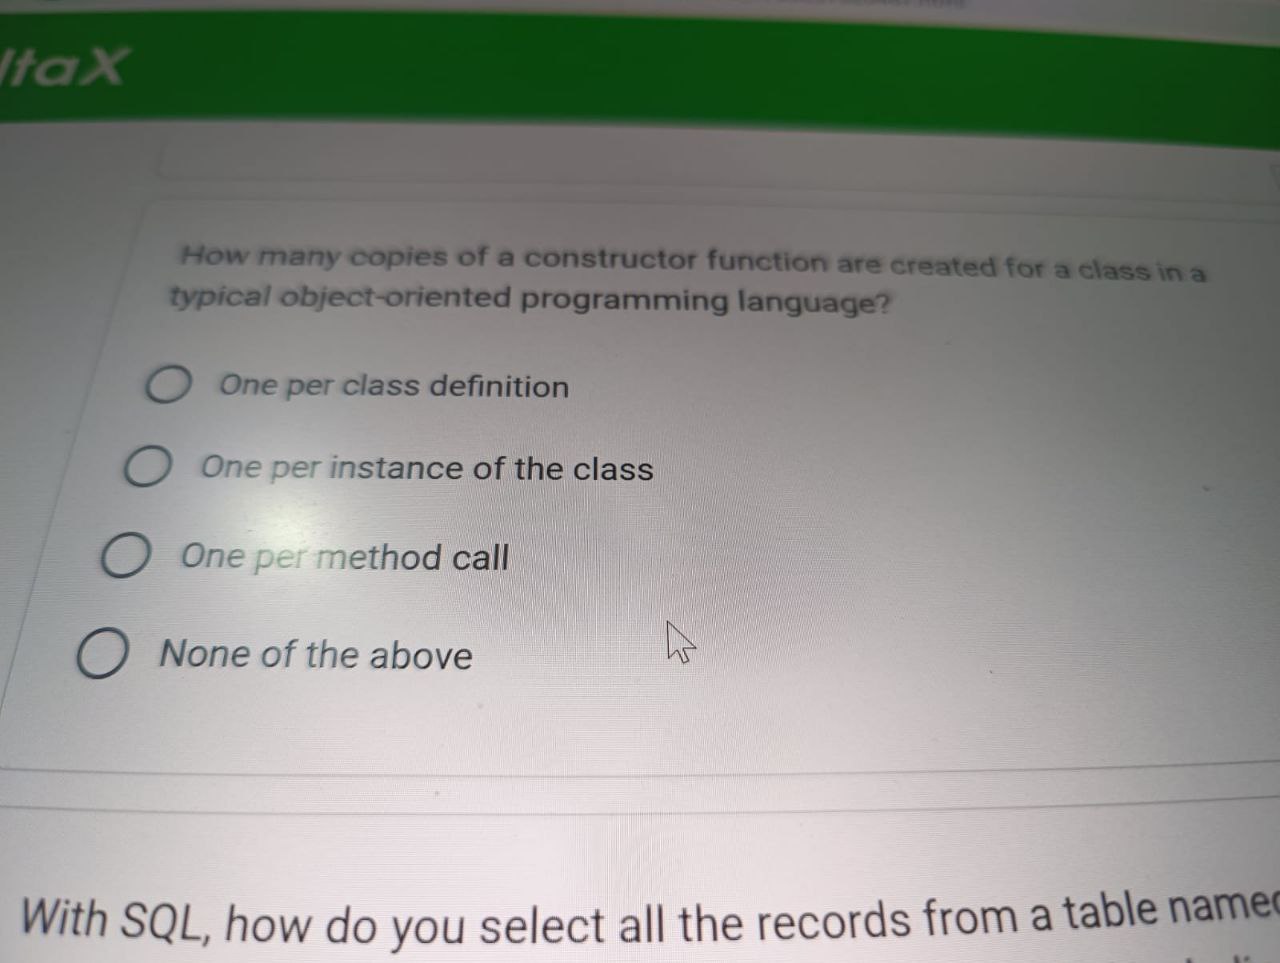 ltaX
How many copies of a constructor function are created for a class in a
typical object-oriented programming language?
One per class definition
One per instance of the class
One per method call
None of the above
With SQL, how do you select all the records from a table named